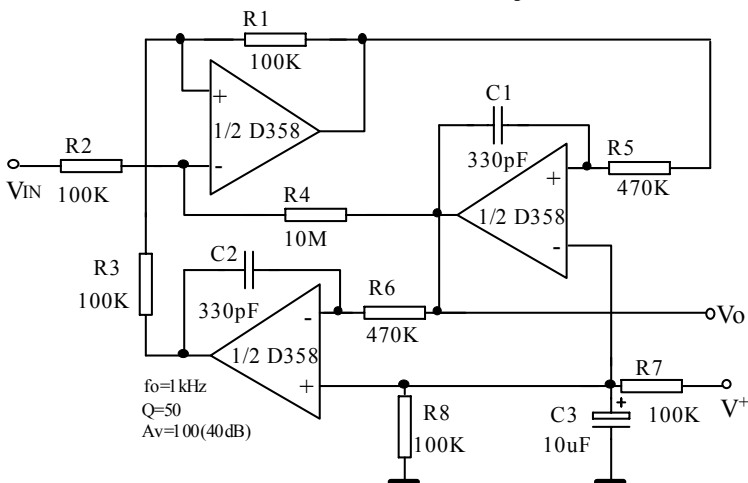 R1
100K
+
1/2 D358
-
R2
VIN
100K
C1
330pF
R5
+
470K
1/2 D358
-
R4
10M
R3
100K
C2
330pF
R6
-
470K
1/2 D358
+
Vo
fo=1kHz
Q=50
Av=100(40dB)
R8
100K
C3
+
10uF
R7
100K
V+